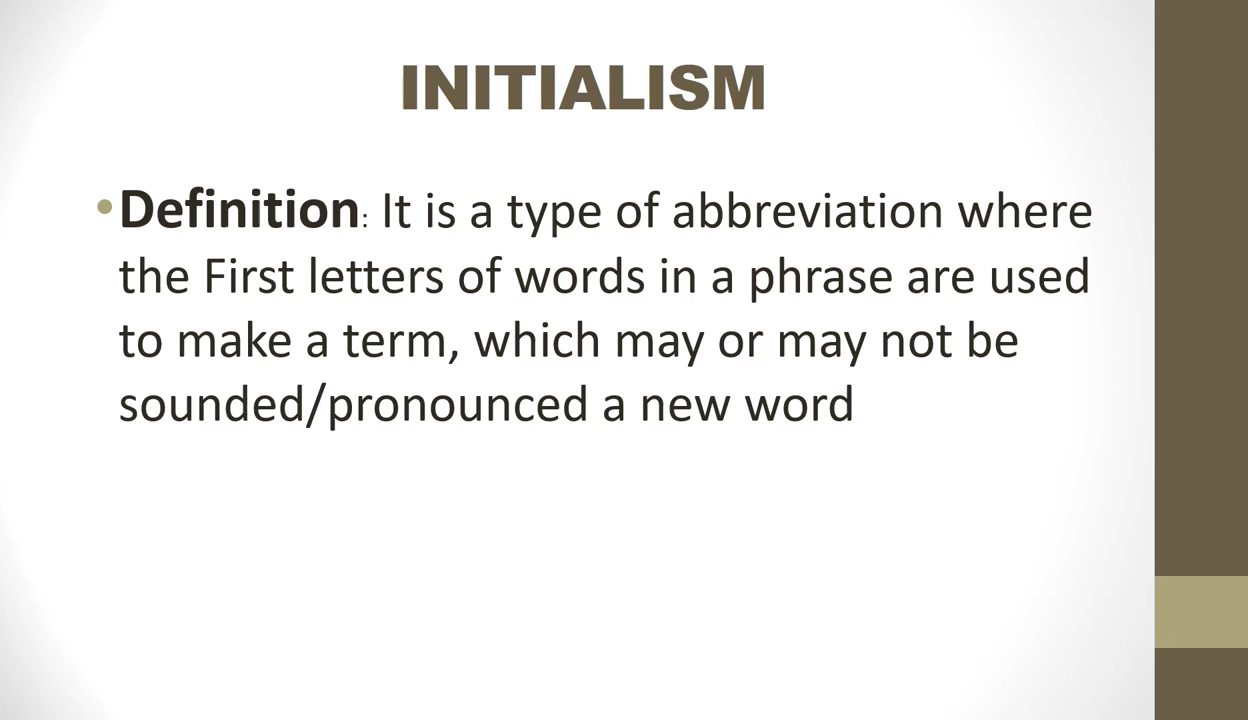 INITIALISM
•Definition: It is a type of abbreviation where
the First letters of words in a phrase are used
to make a term, which may or may not be
sounded/pronounced a new word